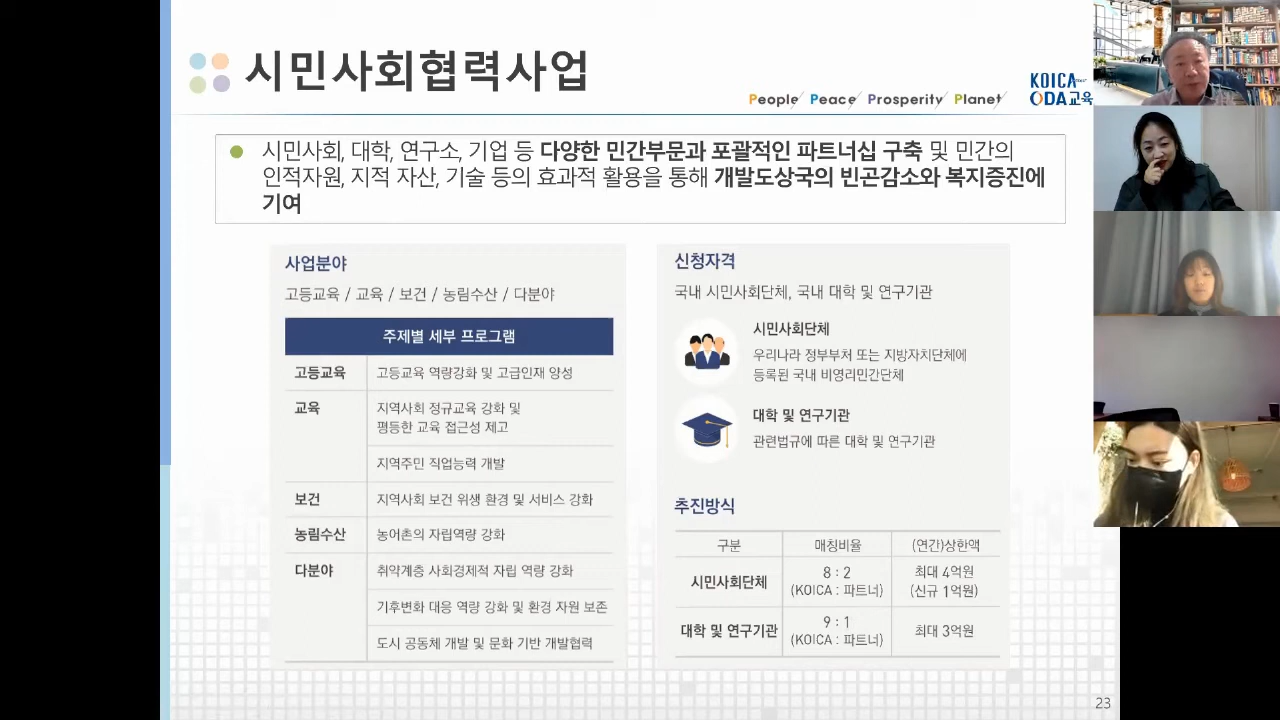 시민사회협력사업
People Peace Prosperity Planet
KOICA
ODA교육
시민사회, 대학, 연구소, 기업 등 다양한 민간부문과 포괄적인 파트너십 구축 및 민간의
인적자원, 지적 자산, 기술 등의 효과적 활용을 통해 개발도상국의 빈곤감소와 복지증진에
기여
사업분야
고등교육 / 교육 / 보건 / 농림수산 / 다분야
주제별 세부 프로그램
고등교육 고등교육 역량강화 및 고급인재 양성
교육 지역사회 정규교육 강화 및
평등한 교육 접근성 제고
지역주민 직업능력 개발
보건 지역사회 보건 위생 환경 및 서비스 강화
농림수산 농어촌의 자립역량 강화
다분야 취약계층 사회경제적 자립 역량 강화
기후변화 대응 역량 강화 및 환경 자원 보존
도시 공동체 개발 및 문화 기반 개발협력
신청자격
국내 시민사회단체, 국내 대학 및 연구기관
시민사회단체
우리나라 정부부처 또는 지방자치단체에
등록된 국내 비영리민간단체
대학 및 연구기관
관련법규에 따른 대학 및 연구기관
추진방식
구분 매칭비율 (연간)상한액
시민사회단체 8 : 2 최대 4억원
(KOICA : 파트너) (신규 1억원)
대학 및 연구기관 9 : 1 최대 3억원
(KOICA : 파트너)
23